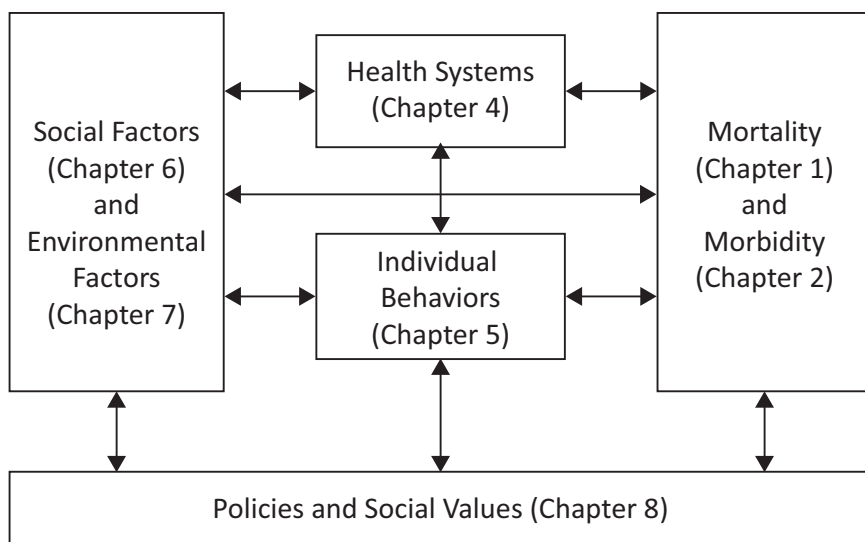 Social Factors
(Chapter 6)
and
Environmental
Factors
(Chapter 7)
Health Systems
(Chapter 4)
Individual
Behaviors
(Chapter 5)
Mortality
(Chapter 1)
and
Morbidity
(Chapter 2)
Policies and Social Values (Chapter 8)